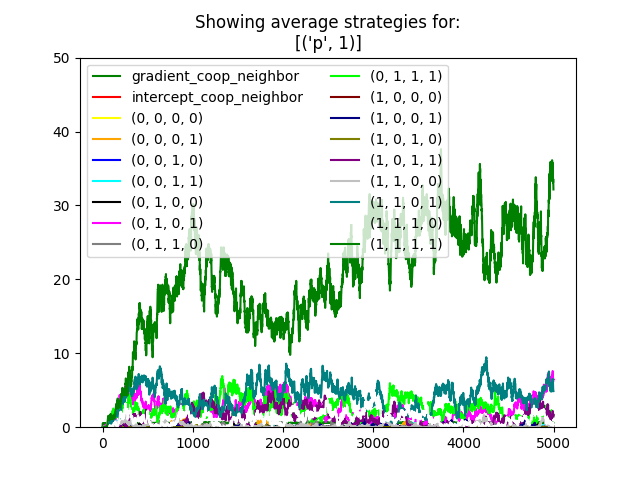 Showing average strategies for:
[('p', 1)]
50
40
30
20
10
0
gradient_coop_neighbor
intercept_coop_neighbor
(0, 0, 0, 0)
(0, 0, 0, 1)
(0, 0, 1, 0)
(0, 0, 1, 1)
(0, 1, 0, 0)
(0, 1, 0, 1)
(0, 1, 1, 0)
(0, 1, 1, 1)
(1, 0, 0, 0)
(1, 0, 0, 1)
(1, 0, 1, 0)
(1, 0, 1, 1)
(1, 1, 0, 0)
(1, 1, 0, 1)
(1, 1, 1, 0)
(1, 1, 1, 1)
0 1000 2000 3000 4000 5000